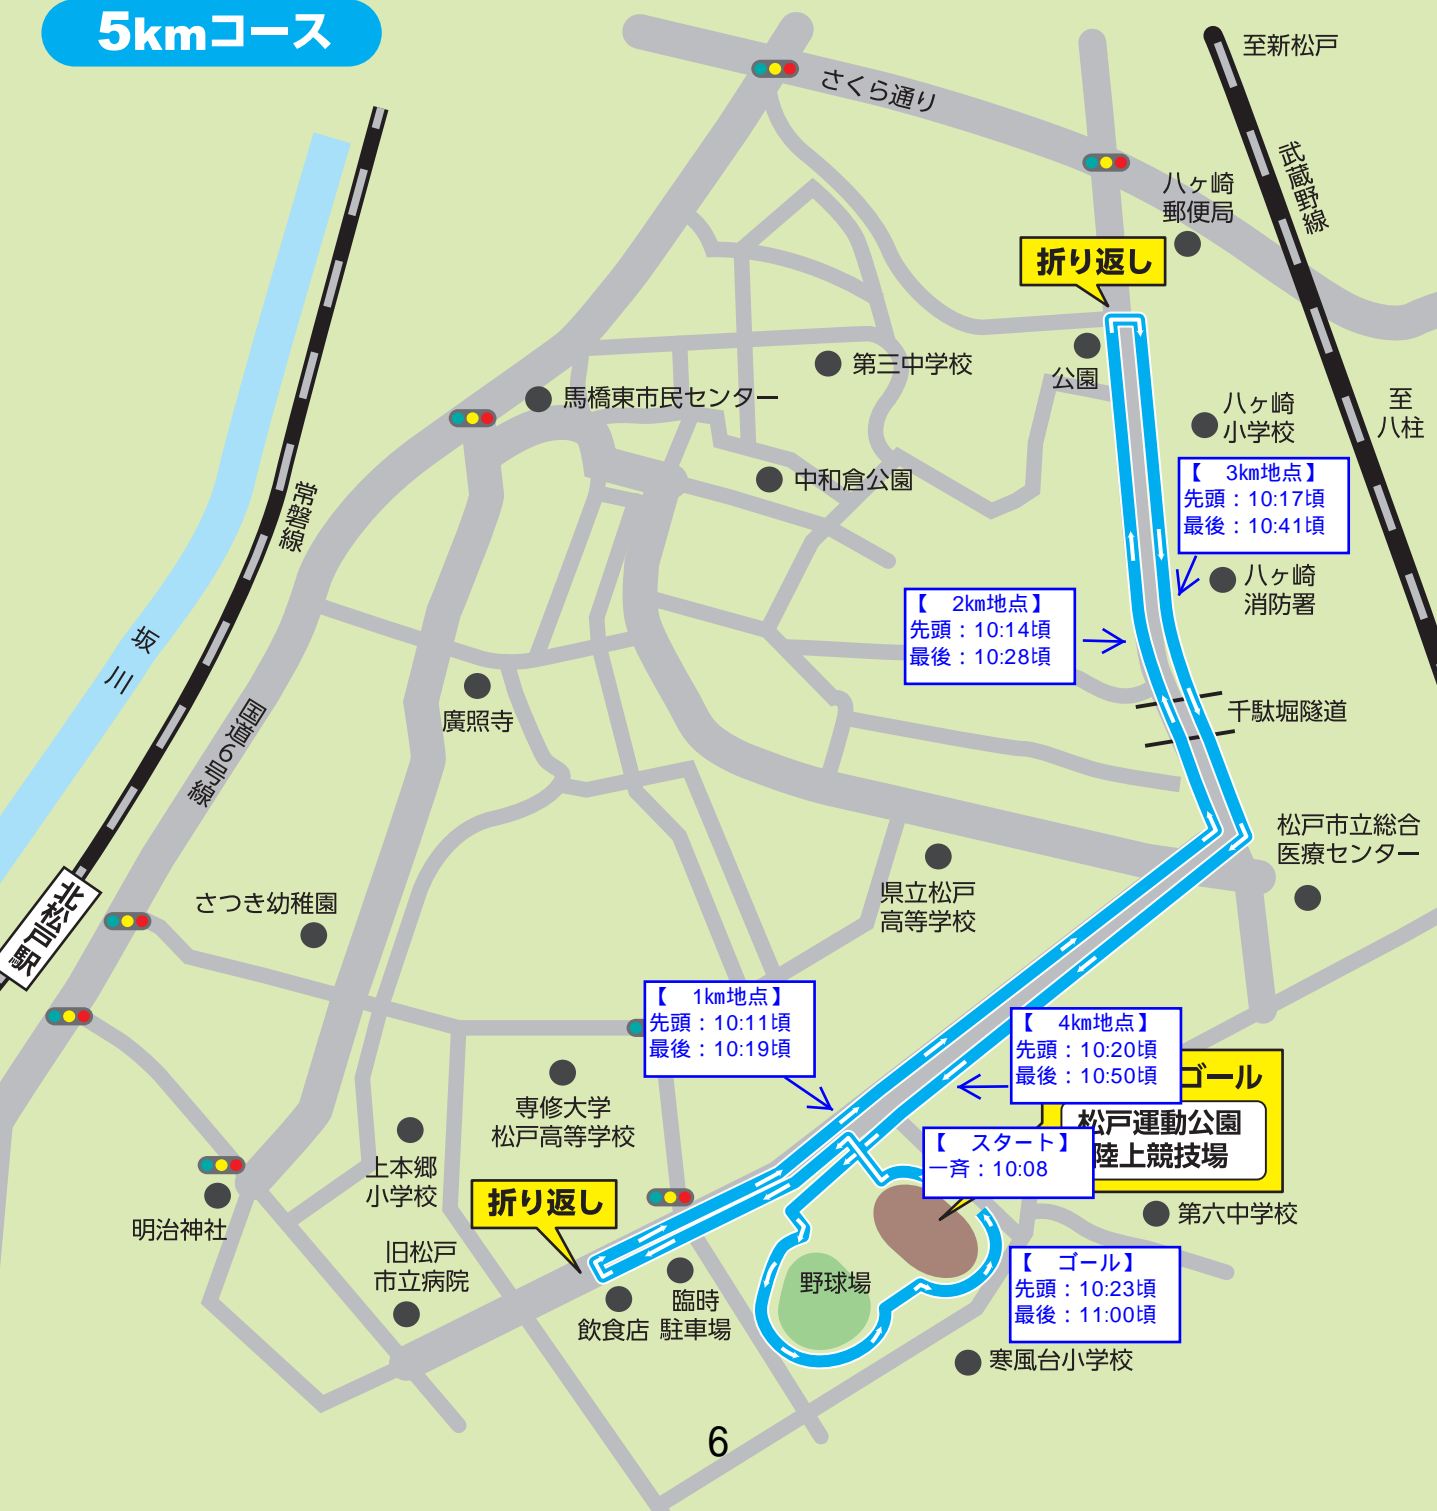 5kmコース
至新松戸
さくら通り
武蔵野線
八ヶ崎
郵便局
折り返し
第三中学校
公園
馬橋東市民センター
八ヶ崎
小学校
至
八柱
中和倉公園
【　3㎞地点】
先頭：10:17頃
最後：10:41頃
常磐線
八ヶ崎
消防署
【　2㎞地点】
先頭：10:14頃
最後：10:28頃
坂川
国道6号線
廣照寺
千駄堀隧道
松戸市立総合
医療センター
北松戸駅
さつき幼稚園
県立松戸
高等学校
【　1㎞地点】
先頭：10:11頃
最後：10:19頃
【　4㎞地点】
先頭：10:20頃
最後：10:50頃
ゴール
松戸運動公園
陸上競技場
専修大学
松戸高等学校
【　スタート】
一斉：10:08
上本郷
小学校
折り返し
明治神社
第六中学校
旧松戸
市立病院
野球場
【　ゴール】
先頭：10:23頃
最後：11:00頃
飲食店
臨時
駐車場
寒風台小学校
6